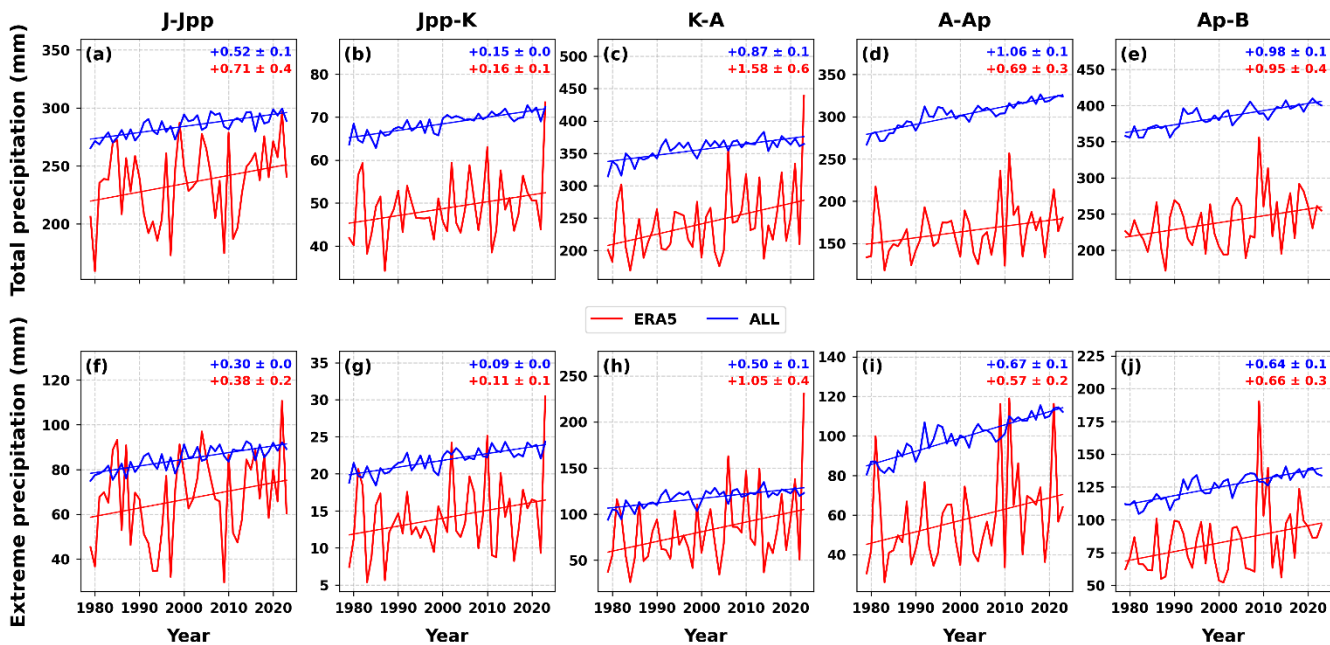 J-Jpp Jpp-K K-A A-Ap Ap-B
Total precipitation (mm)
(a) +0.52 ± 0.1
+0.71 ± 0.4
350
300
250
200
(b) +0.15 ± 0.0
+0.16 ± 0.1
80
70
60
50
40
(c) +0.87 ± 0.1
+1.58 ± 0.6
500
450
400
350
300
250
200
(d) +1.06 ± 0.1
+0.69 ± 0.3
350
300
250
200
150
100
(e) +0.98 ± 0.1
+0.95 ± 0.4
500
450
400
350
300
250
200
150
ERA5 ALL
Extreme precipitation (mm)
(f) +0.30 ± 0.0
+0.38 ± 0.2
120
100
80
60
40
1980 1990 2000 2010 2020
Year
(g) +0.09 ± 0.0
+0.11 ± 0.1
35
30
25
20
15
10
5
1980 1990 2000 2010 2020
Year
(h) +0.50 ± 0.1
+1.05 ± 0.4
250
200
150
100
50
1980 1990 2000 2010 2020
Year
(i) +0.67 ± 0.1
+0.57 ± 0.2
140
120
100
80
60
40
1980 1990 2000 2010 2020
Year
(j) +0.64 ± 0.1
+0.66 ± 0.3
225
200
175
150
125
100
75
50
1980 1990 2000 2010 2020
Year